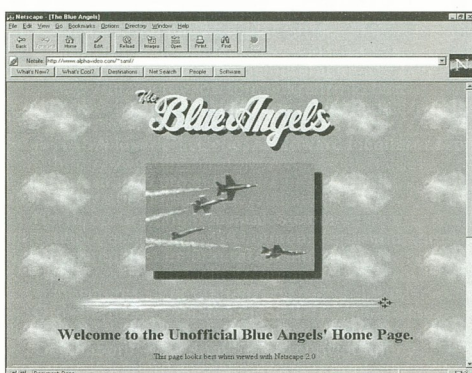 Netscape - [The Blue Angels]
File Edit View Go Bookmarks Options Directory Window Help
Back Home Edit Reload Images Open Print Find
Netsite:
What's New? What's Cool? Destinations Net Search People Software
The
Blue Angels
Welcome to the Unofficial Blue Angels' Home Page.
This page looks best when viewed with Netscape 2.0